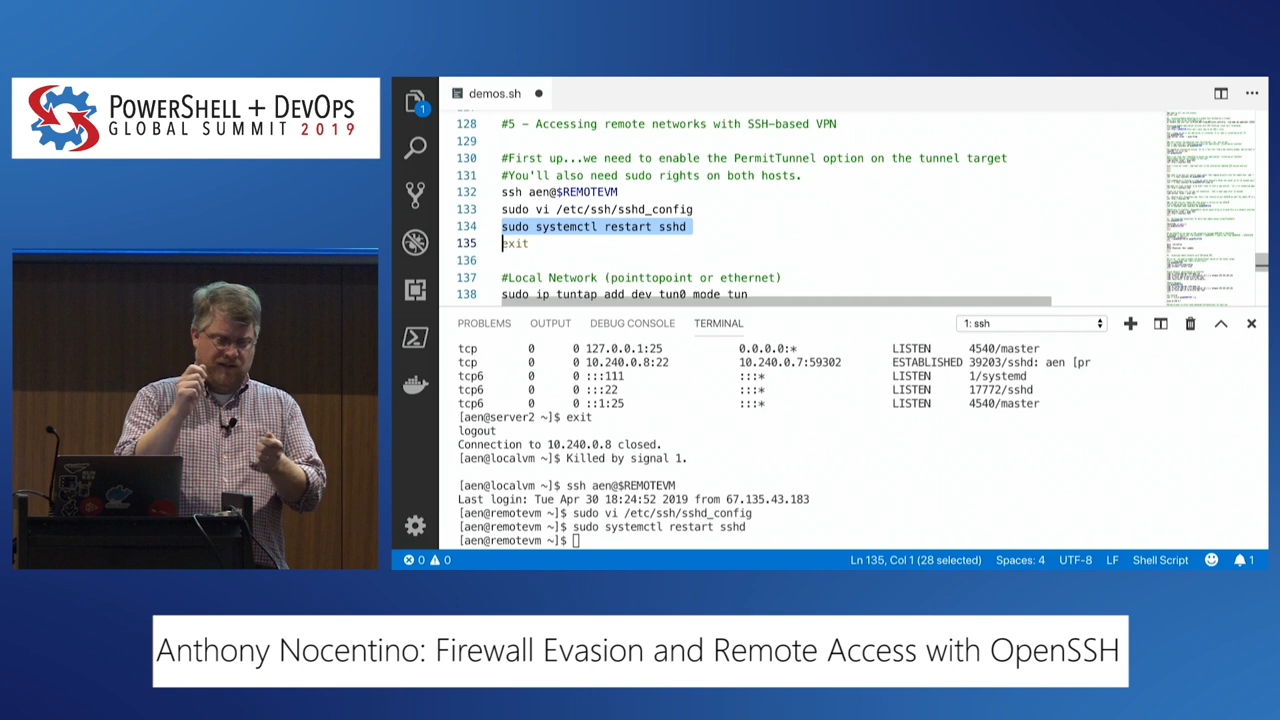 POWERSHELL + DEVOPS
GLOBAL SUMMIT 2019
demos.sh
128 #5 - Accessing remote networks with SSH-based VPN
129
130 #First up...we need to enable the PermitTunnel option on the tunnel target
131 #You'll also need sudo rights on both hosts.
132 ssh aen@$REMOTEVM
133 sudo vi /etc/ssh/sshd_config
134 sudo systemctl restart sshd
135 exit
136
137 #Local Network (point2point or ethernet)
138 sudo ip tuntap add dev tun0 mode tun
PROBLEMS OUTPUT DEBUG CONSOLE TERMINAL 1: ssh
tcp 0 0 127.0.0.1:25 0.0.0.0:* LISTEN 4540/master
tcp 0 0 10.240.0.8:22 10.240.0.7:59302 ESTABLISHED 39203/sshd: aen [pr
tcp6 0 0 :::111 :::* LISTEN 1/systemd
tcp6 0 0 :::22 :::* LISTEN 17772/sshd
tcp6 0 0 ::1:25 :::* LISTEN 4540/master
[aen@server2 ~]$ exit
logout
Connection to 10.240.0.8 closed.
[aen@localvm ~]$ Killed by signal 1.
[aen@localvm ~]$ ssh aen@$REMOTEVM
Last login: Tue Apr 30 18:24:52 2019 from 67.135.43.183
[aen@remotevm ~]$ sudo vi /etc/ssh/sshd_config
[aen@remotevm ~]$ sudo systemctl restart sshd
[aen@remotevm ~]$
0 0 Ln 135, Col 1 (28 selected) Spaces: 4 UTF-8 LF Shell Script 1
Anthony Nocentino: Firewall Evasion and Remote Access with OpenSSH